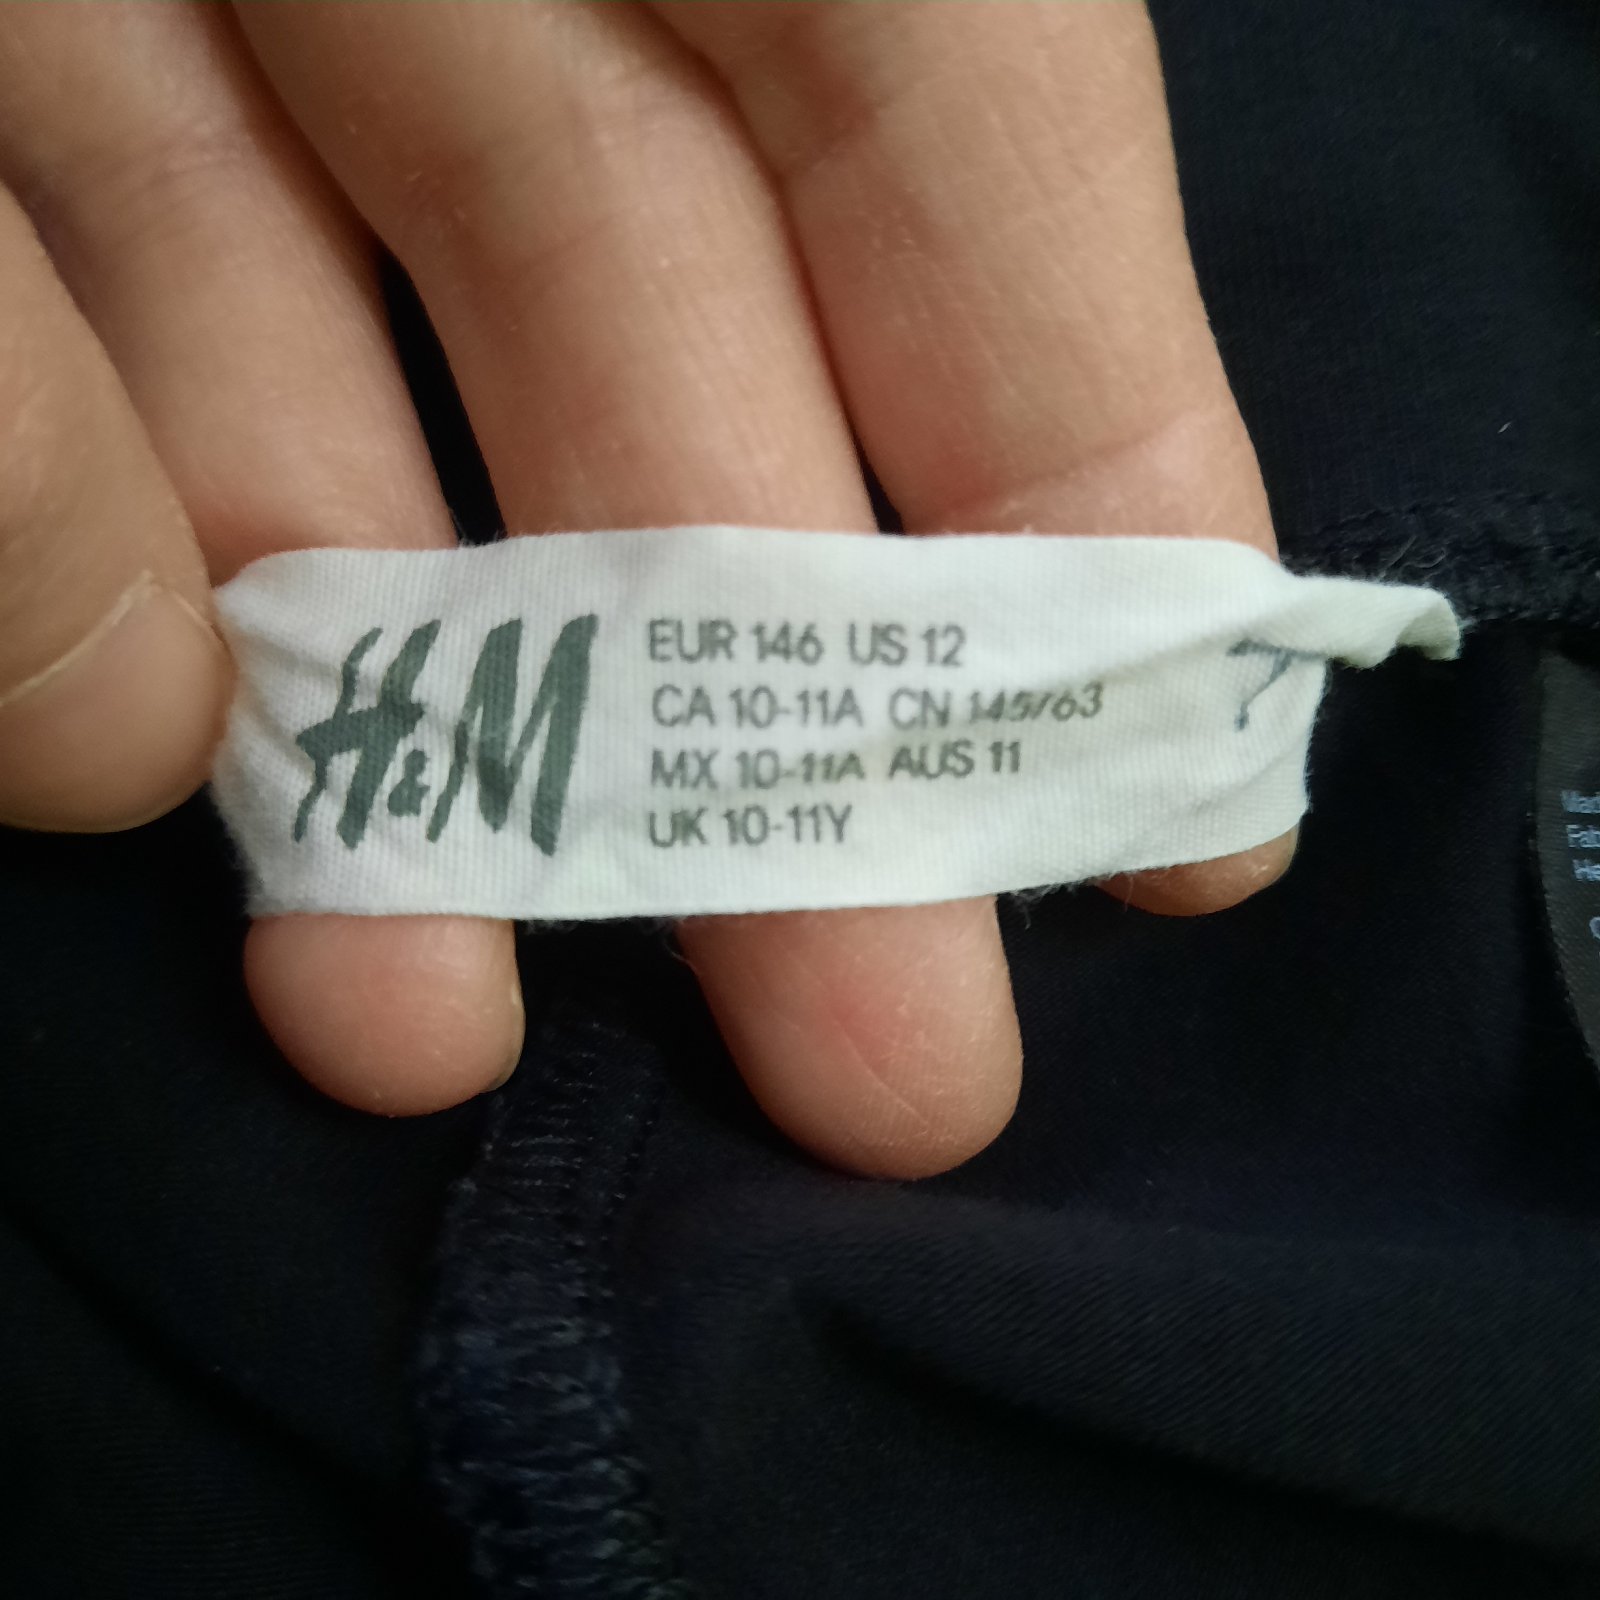 H&M
EUR 146 US 12
CA 10-11A CN 145/63
MX 10-11A AUS 11
UK 10-11Y